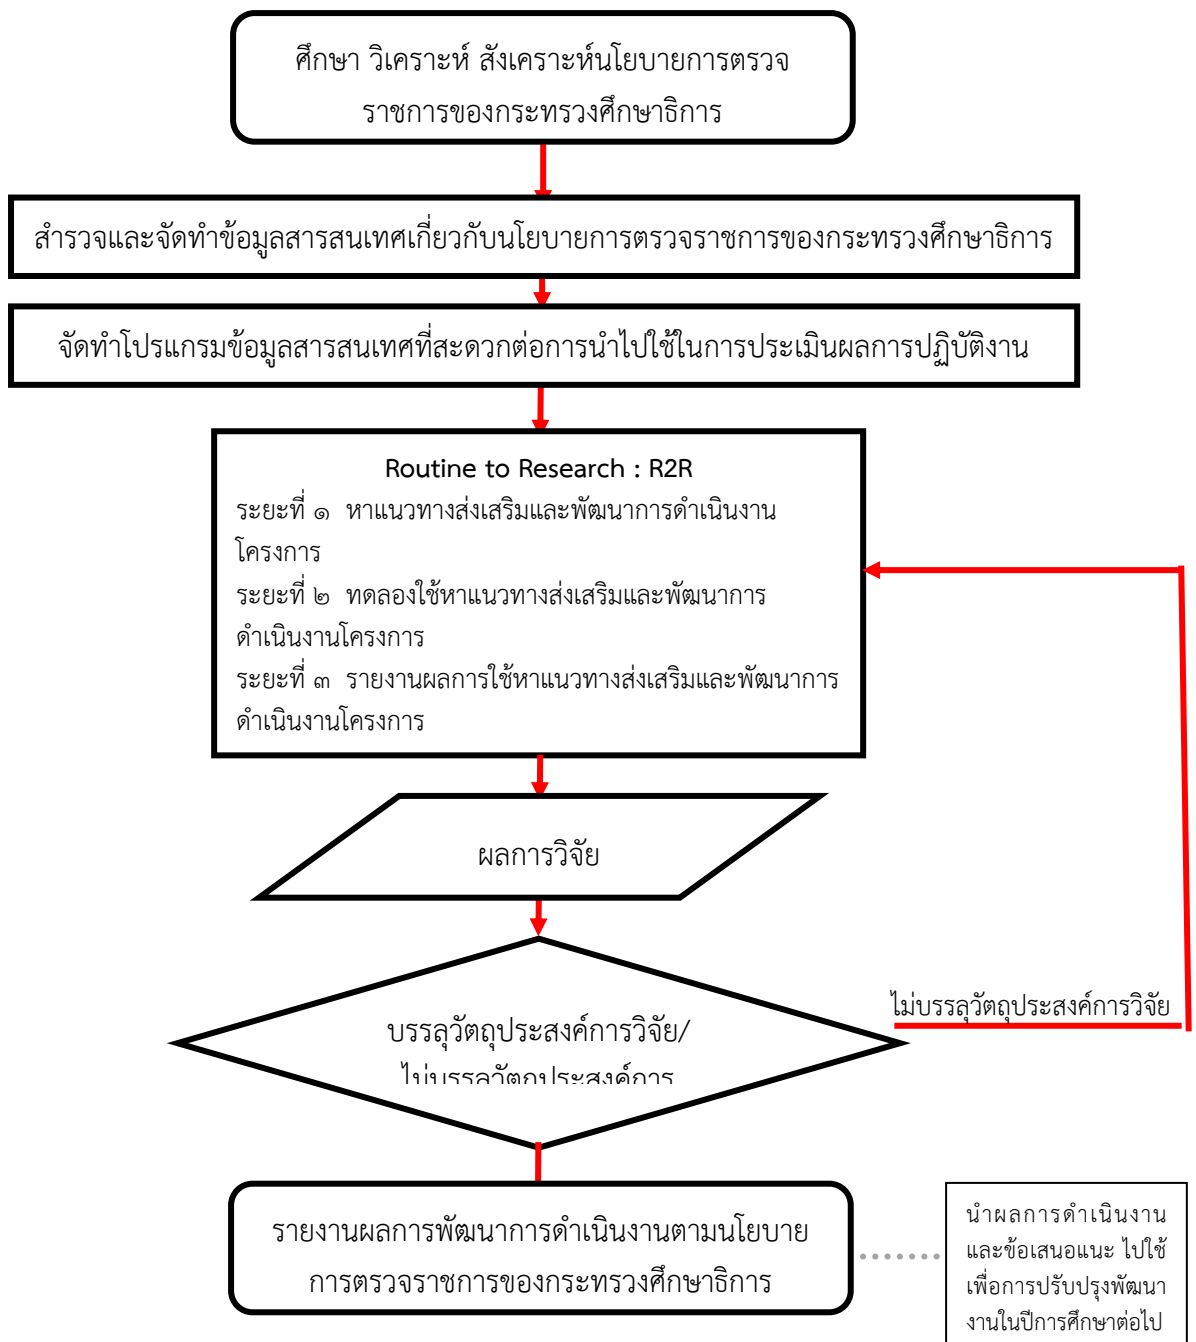 ศึกษา วิเคราะห์ สังเคราะห์นโยบายการตรวจ
ราชการของกระทรวงศึกษาธิการ
สำรวจและจัดทำข้อมูลสารสนเทศเกี่ยวกับนโยบายการตรวจราชการของกระทรวงศึกษาธิการ
จัดทำโปรแกรมข้อมูลสารสนเทศที่สะดวกต่อการนำไปใช้ในการประเมินผลการปฏิบัติงาน
Routine to Research : R2R
ระยะที่ ๑ หาแนวทางส่งเสริมและพัฒนาการดำเนินงาน
โครงการ
ระยะที่ ๒ ทดลองใช้หาแนวทางส่งเสริมและพัฒนาการ
ดำเนินงานโครงการ
ระยะที่ ๓ รายงานผลการใช้หาแนวทางส่งเสริมและพัฒนาการ
ดำเนินงานโครงการ
ผลการวิจัย
ไม่บรรลุวัตถุประสงค์การวิจัย
บรรลุวัตถุประสงค์การวิจัย/
ไม่บรรลุวัตถุประสงค์การ
รายงานผลการพัฒนาการดำเนินงานตามนโยบาย
การตรวจราชการของกระทรวงศึกษาธิการ
นำผลการดำเนินงาน
และข้อเสนอแนะ ไปใช้
เพื่อการปรับปรุงพัฒนา
งานในปีการศึกษาต่อไป